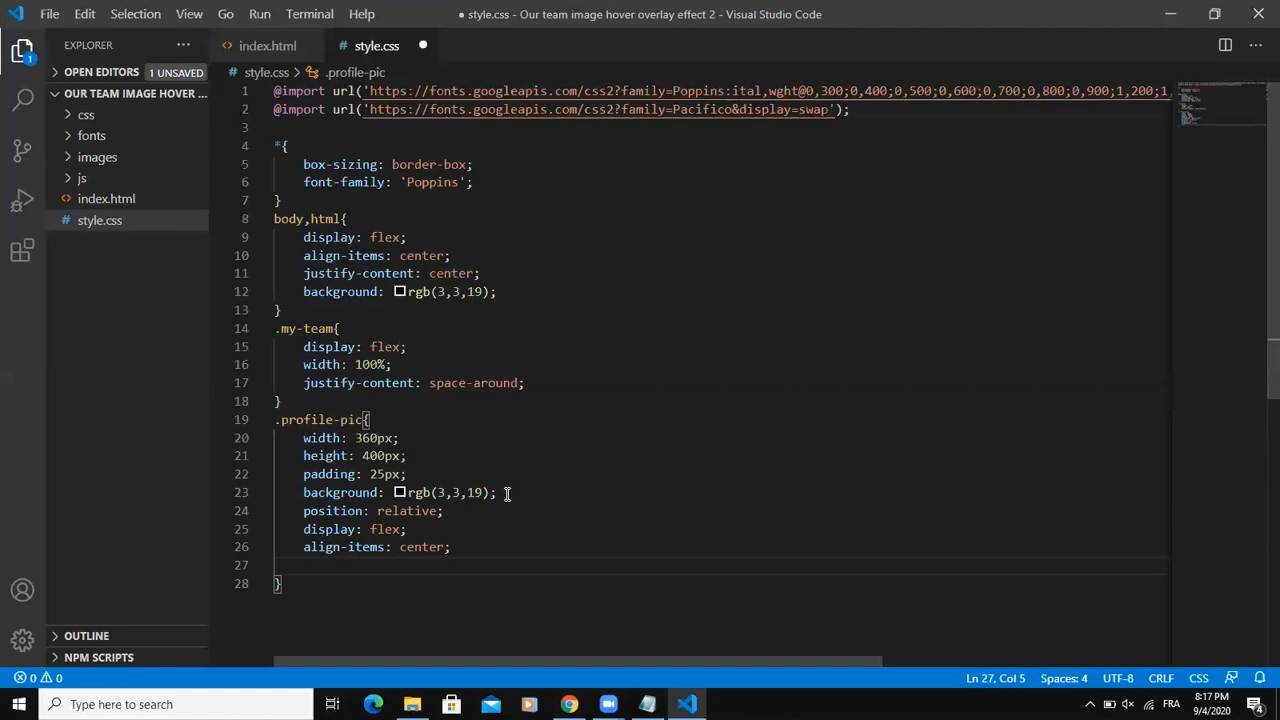 File Edit Selection View Go Run Terminal Help
● style.css - Our team image hover overlay effect 2 - Visual Studio Code
EXPLORER
index.html
style.css
OPEN EDITORS 1 UNSAVED
style.css > .profile-pic
OUR TEAM IMAGE HOVER ...
css
fonts
images
js
index.html
style.css
1 @import url('https://fonts.googleapis.com/css2?family=Poppins:ital,wght@0,300;0,400;0,500;0,600;0,700;0,800;0,900;1,200;1
2 @import url('https://fonts.googleapis.com/css2?family=Pacifico&display=swap');
3
4 *{
5 box-sizing: border-box;
6 font-family: 'Poppins';
7 }
8 body,html{
9 display: flex;
10 align-items: center;
11 justify-content: center;
12 background: rgb(3,3,19);
13 }
14 .my-team{
15 display: flex;
16 width: 100%;
17 justify-content: space-around;
18 }
19 .profile-pic{
20 width: 360px;
21 height: 400px;
22 padding: 25px;
23 background: rgb(3,3,19);
24 position: relative;
25 display: flex;
26 align-items: center;
27
28 }
OUTLINE
NPM SCRIPTS
1
0 0
Ln 27, Col 5 Spaces: 4 UTF-8 CRLF CSS
Type here to search
FRA
8:17 PM
9/4/2020
4